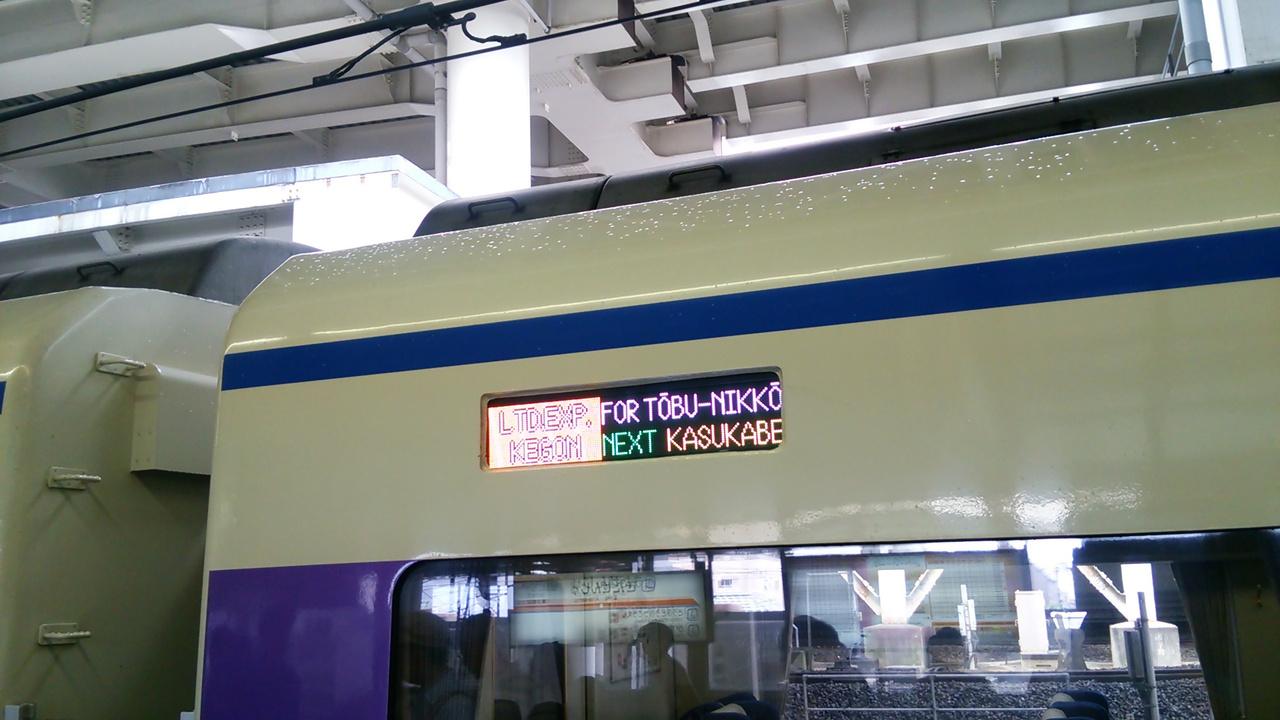 LTD.EXP.
KEGON
FOR TŌBU-NIKKŌ
NEXT KASUKABE